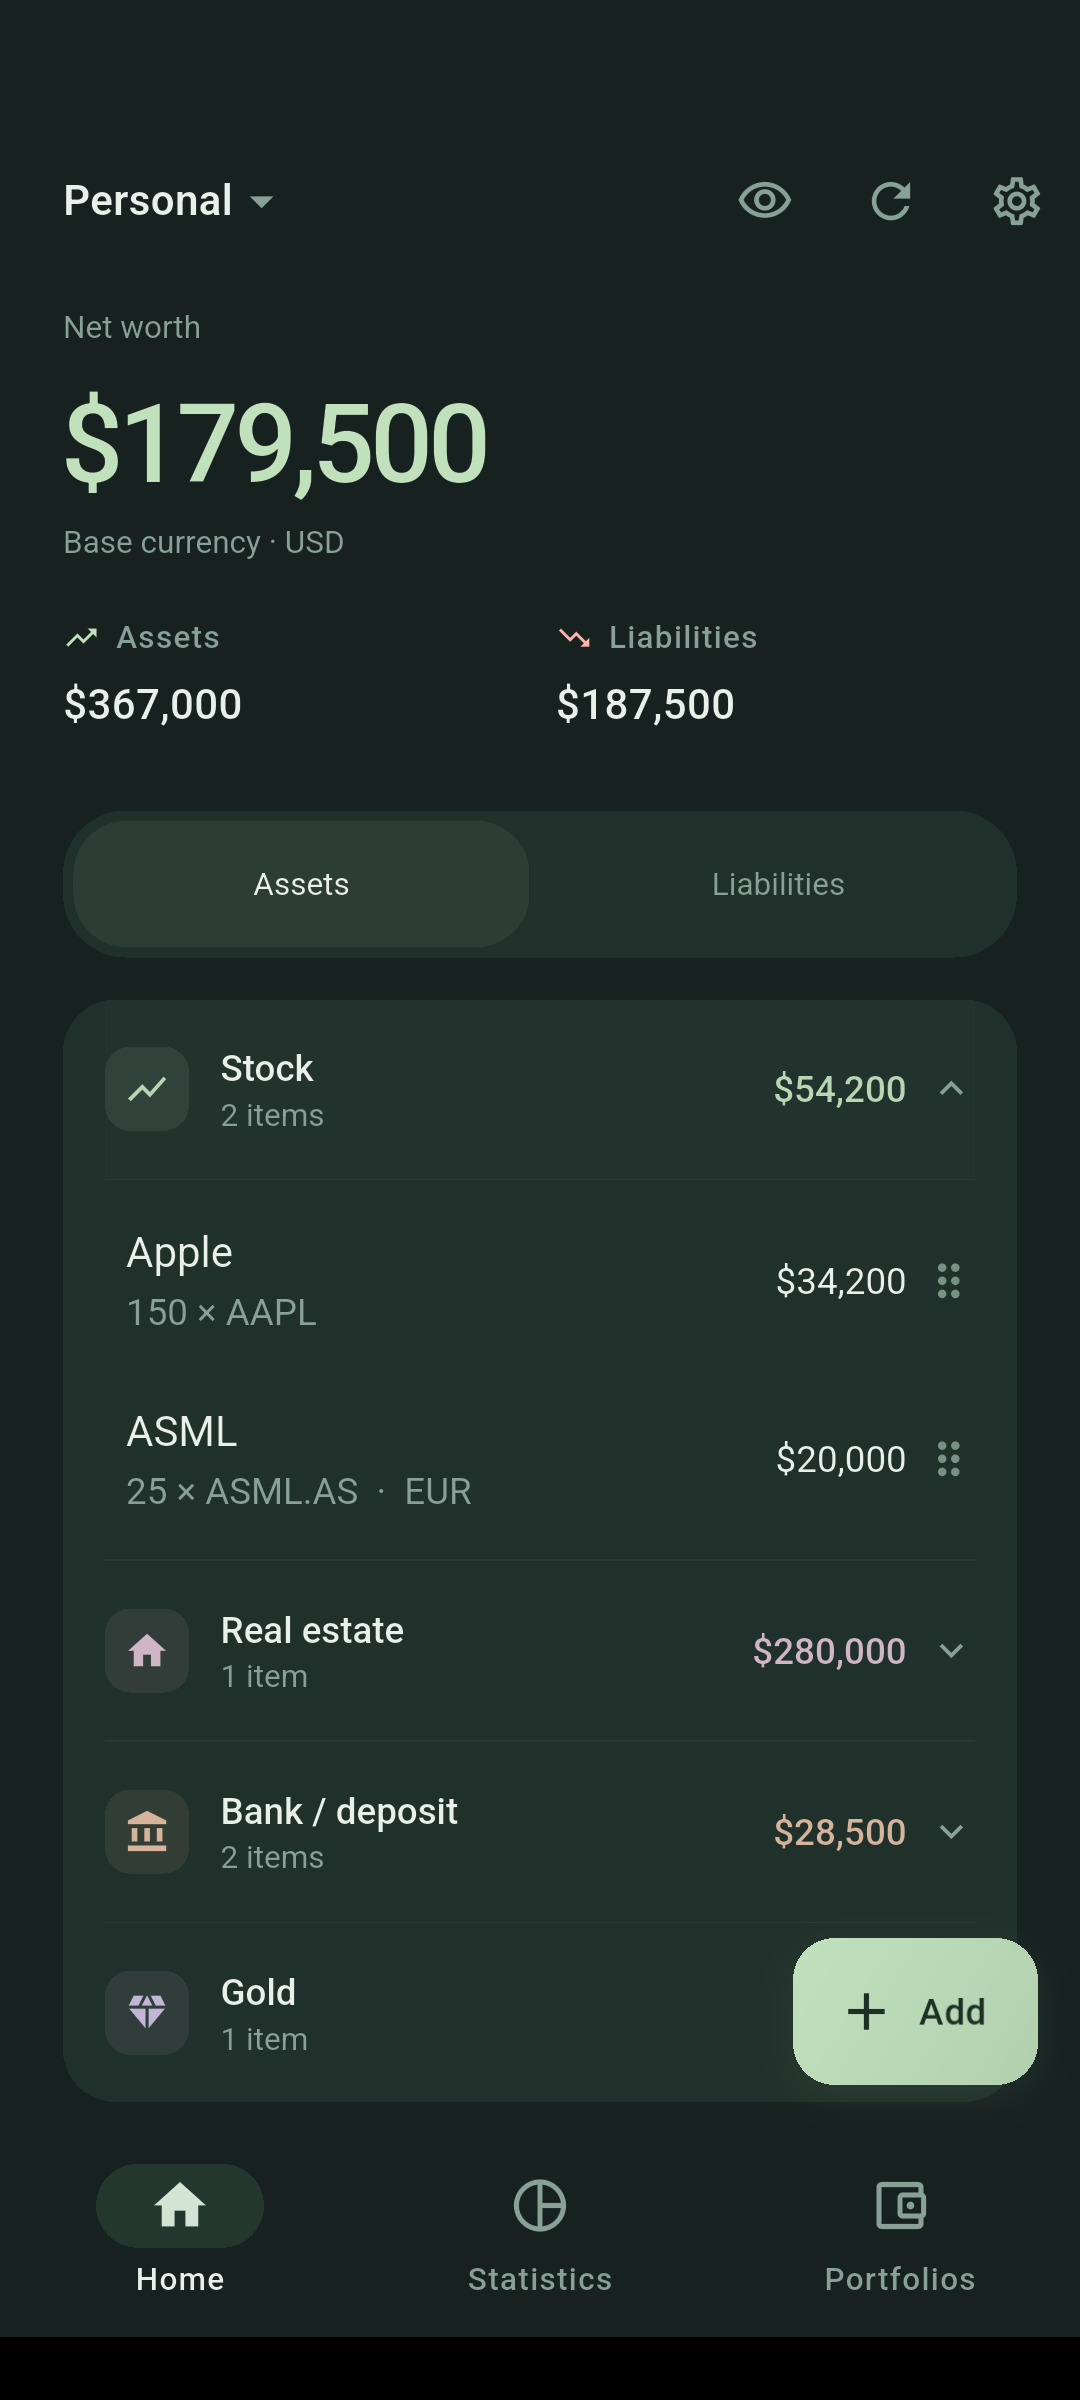 Personal
Net worth
$179,500
Base currency · USD
Assets
Liabilities
$367,000
$187,500
Assets
Liabilities
Stock
2 items
$54,200
Apple
150 × AAPL
$34,200
ASML
25 × ASML.AS · EUR
$20,000
Real estate
1 item
$280,000
Bank / deposit
2 items
$28,500
Gold
1 item
Add
Home
Statistics
Portfolios